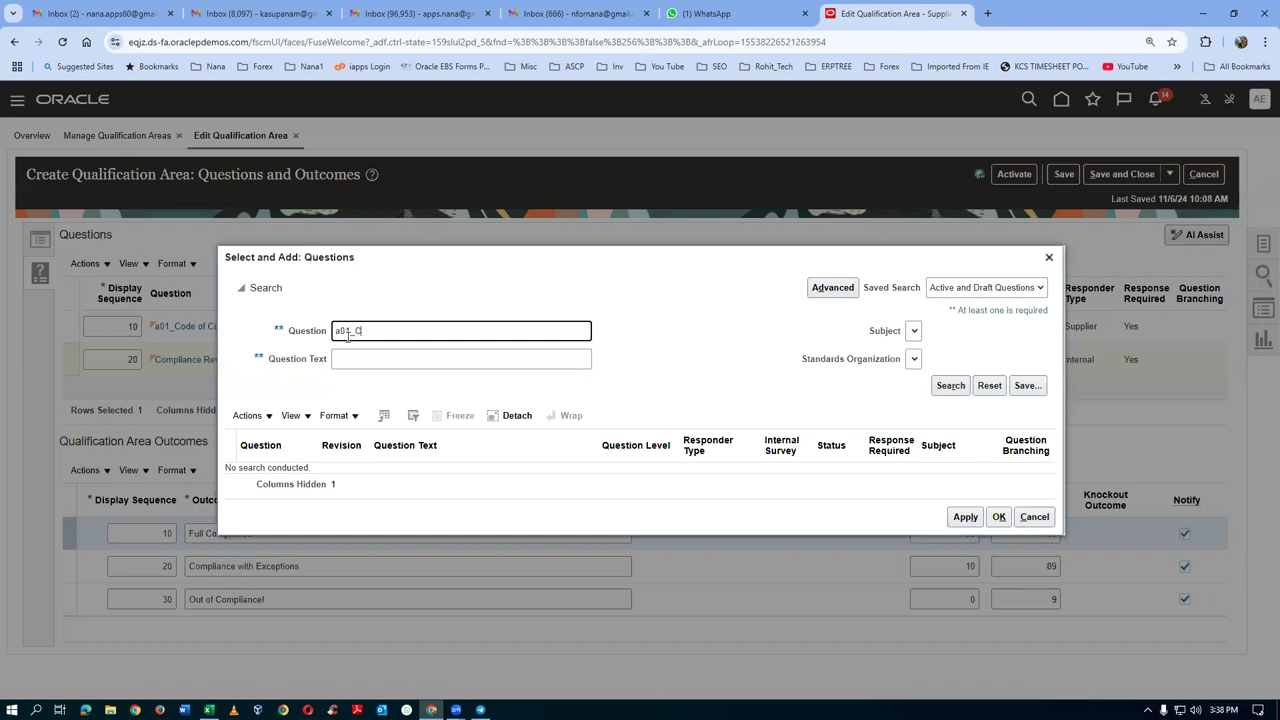 Inbox (2) - nana.apps60@gmail.c
Inbox (8,097) - kasupanam@gm
Inbox (96,953) - apps.nana@gm
Inbox (666) - nfornana@gmail.
(1) WhatsApp
Edit Qualification Area - Supplie
eqjz.ds-fa.oraclepdemos.com/fscmUI/faces/FuseWelcome?_adf.ctrl-state=159slul2pd_5&fnd=%3B%3B%3B%3Bfalse%3B256%3B%3B%3B&_afrLoop=15538226521263954
Suggested Sites
Bookmarks
Nana
Forex
Nana1
iapps Login
Oracle EBS Forms P...
Misc
ASCP
Inv
You Tube
SEO
Rohit_Tech
ERPTREE
Forex
Imported From IE
KCS TIMESHEET PO...
YouTube
»
All Bookmarks
ORACLE
14
AE
Overview
Manage Qualification Areas
Edit Qualification Area
Create Qualification Area: Questions and Outcomes
Activate
Save
Save and Close
Cancel
Last Saved 11/6/24 10:08 AM
Questions
AI Assist
Actions View Format
* Display Sequence
Question
Responder Type
Response Required
Question Branching
10 a01_Code of Co
Supplier Yes
20 Compliance Rev
Internal Yes
Rows Selected 1 Columns Hidd
Select and Add: Questions
Search
Advanced
Saved Search Active and Draft Questions
** At least one is required
** Question a01_C
Subject
** Question Text
Standards Organization
Search Reset Save...
Actions View Format Freeze Detach Wrap
Question Revision Question Text Question Level Responder Type Internal Survey Status Response Required Subject Question Branching
No search conducted.
Columns Hidden 1
Apply OK Cancel
Qualification Area Outcomes
Actions View Format
* Display Sequence
* Outco
Knockout Outcome
Notify
10 Full Compliance
20 Compliance with Exceptions 10 89
30 Out of Compliance! 0 9
3:38 PM